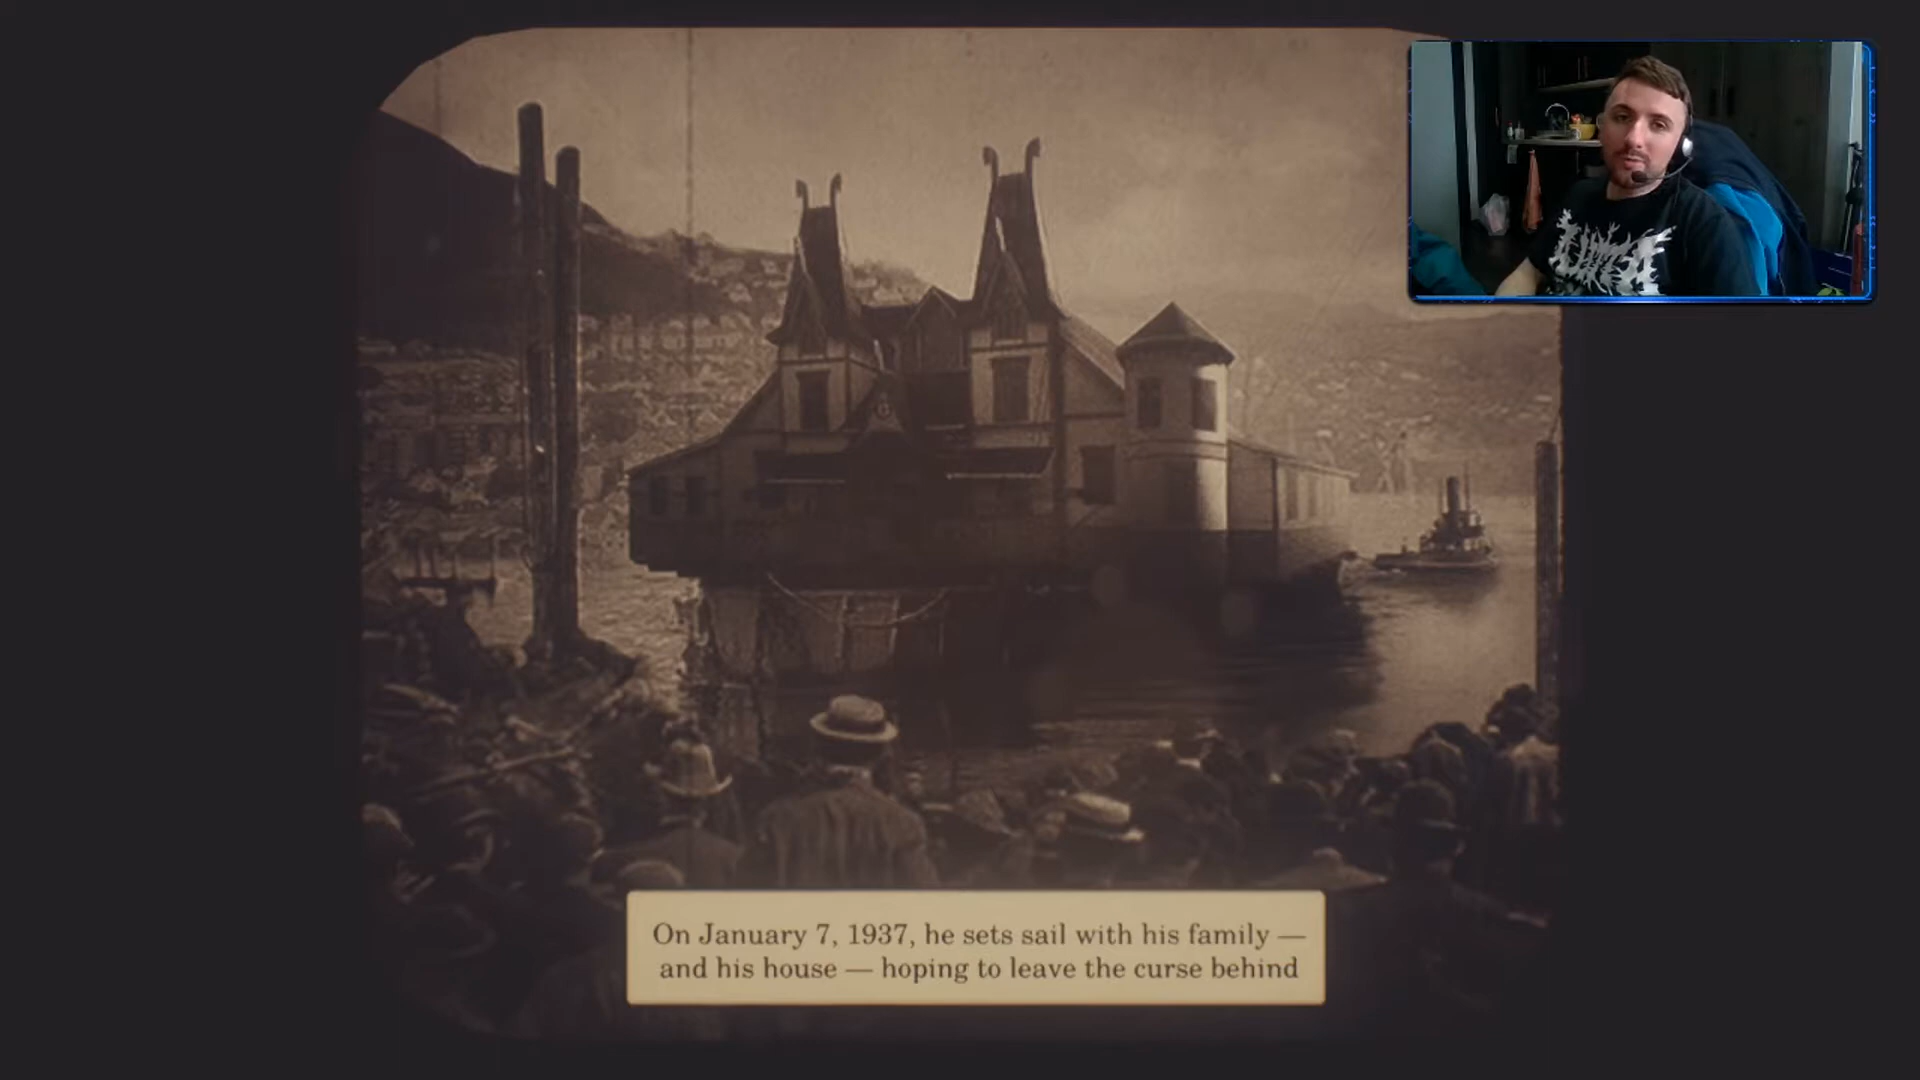 On January 7, 1937, he sets sail with his family —
and his house — hoping to leave the curse behind